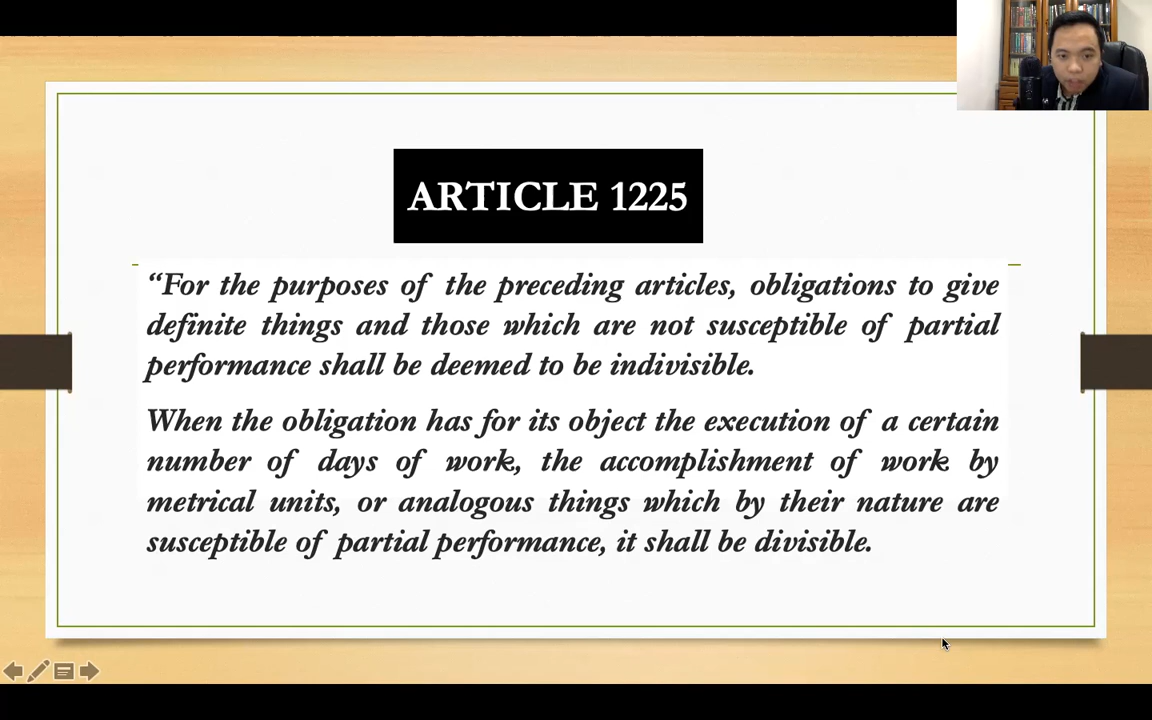 ARTICLE 1225
“For the purposes of the preceding articles, obligations to give
definite things and those which are not susceptible of partial
performance shall be deemed to be indivisible.
When the obligation has for its object the execution of a certain
number of days of work, the accomplishment of work by
metrical units, or analogous things which by their nature are
susceptible of partial performance, it shall be divisible.